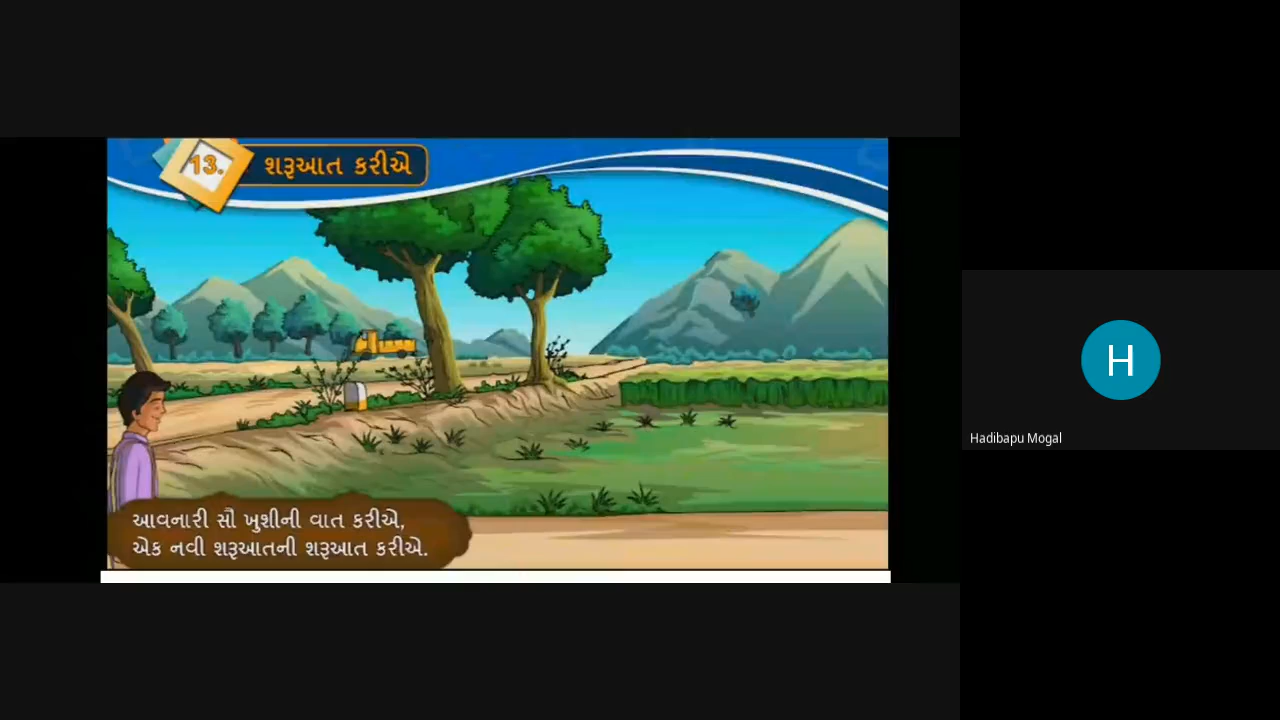 13.
શરૂઆત કરીએ
આવનારી સૌ ખુશીની વાત કરીએ,
એક નવી શરૂઆતની શરૂઆત કરીએ.
H
Hadibapu Mogal